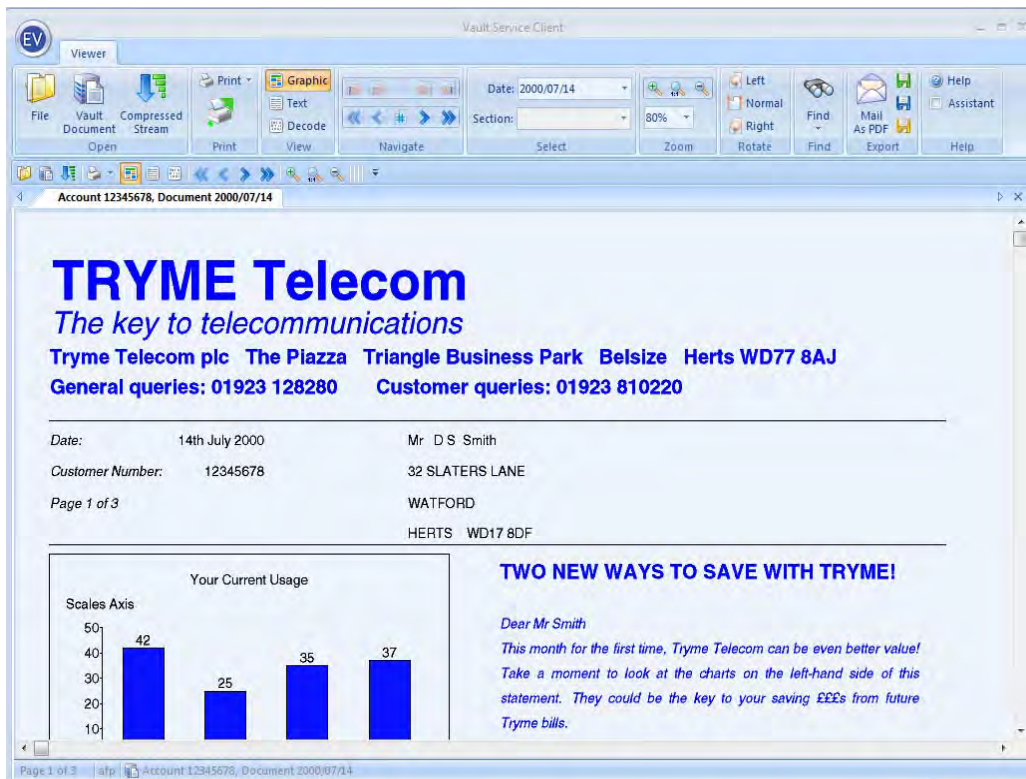 Vault Service Client
EV
Viewer
Print
Graphic
Date: 2000/07/14
Left
Help
Text
Normal
Assistant
File
Vault Document
Compressed Stream
Decode
#
Section:
80%
Right
Find
Mail As PDF
Open
Print
View
Navigate
Select
Zoom
Rotate
Find
Export
Help
Account 12345678, Document 2000/07/14
TRYME Telecom
The key to telecommunications
Tryme Telecom plc The Piazza Triangle Business Park Belsize Herts WD77 8AJ
General queries: 01923 128280 Customer queries: 01923 810220
Date: 14th July 2000 Mr D S Smith
Customer Number: 12345678 32 SLATERS LANE
Page 1 of 3 WATFORD
HERTS WD17 8DF
Your Current Usage
Scales Axis
50
42
40
35
37
30
25
20
10
TWO NEW WAYS TO SAVE WITH TRYME!
Dear Mr Smith
This month for the first time, Tryme Telecom can be even better value!
Take a moment to look at the charts on the left-hand side of this
statement. They could be the key to your saving £££s from future
Tryme bills.
Page 1 of 3 afp Account 12345678, Document 2000/07/14